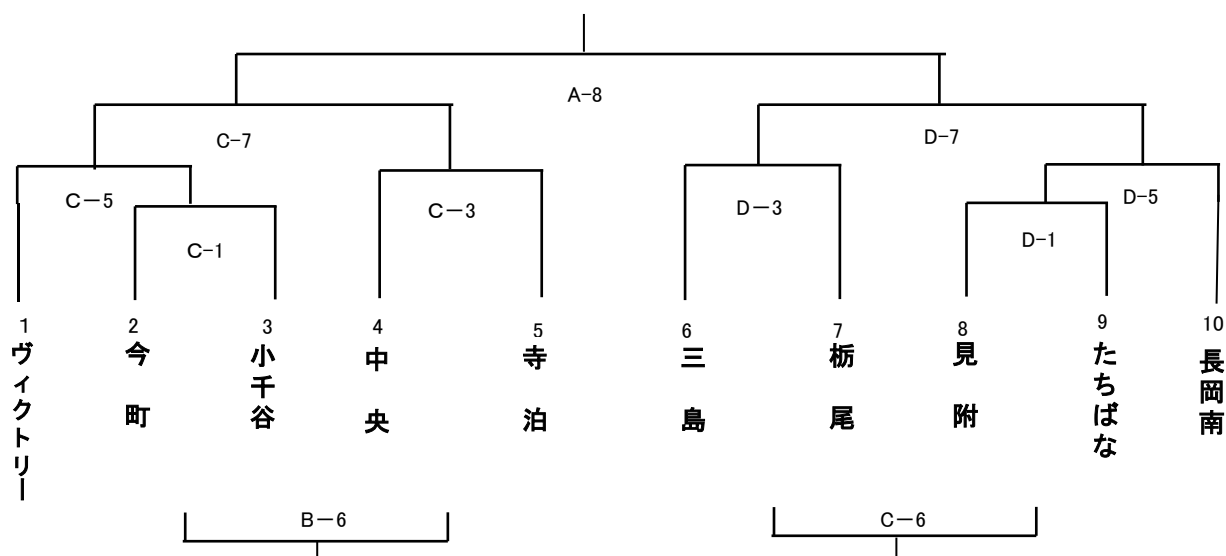 A-8
C-7
D-7
C-5
C-3
D-3
D-5
C-1
D-1
1 2 3 4 5 6 7 8 9 10
ヴィクトリー
今町
小千谷
中央
寺泊
三島
栃尾
見附
たちばな
長岡南
B-6
C-6